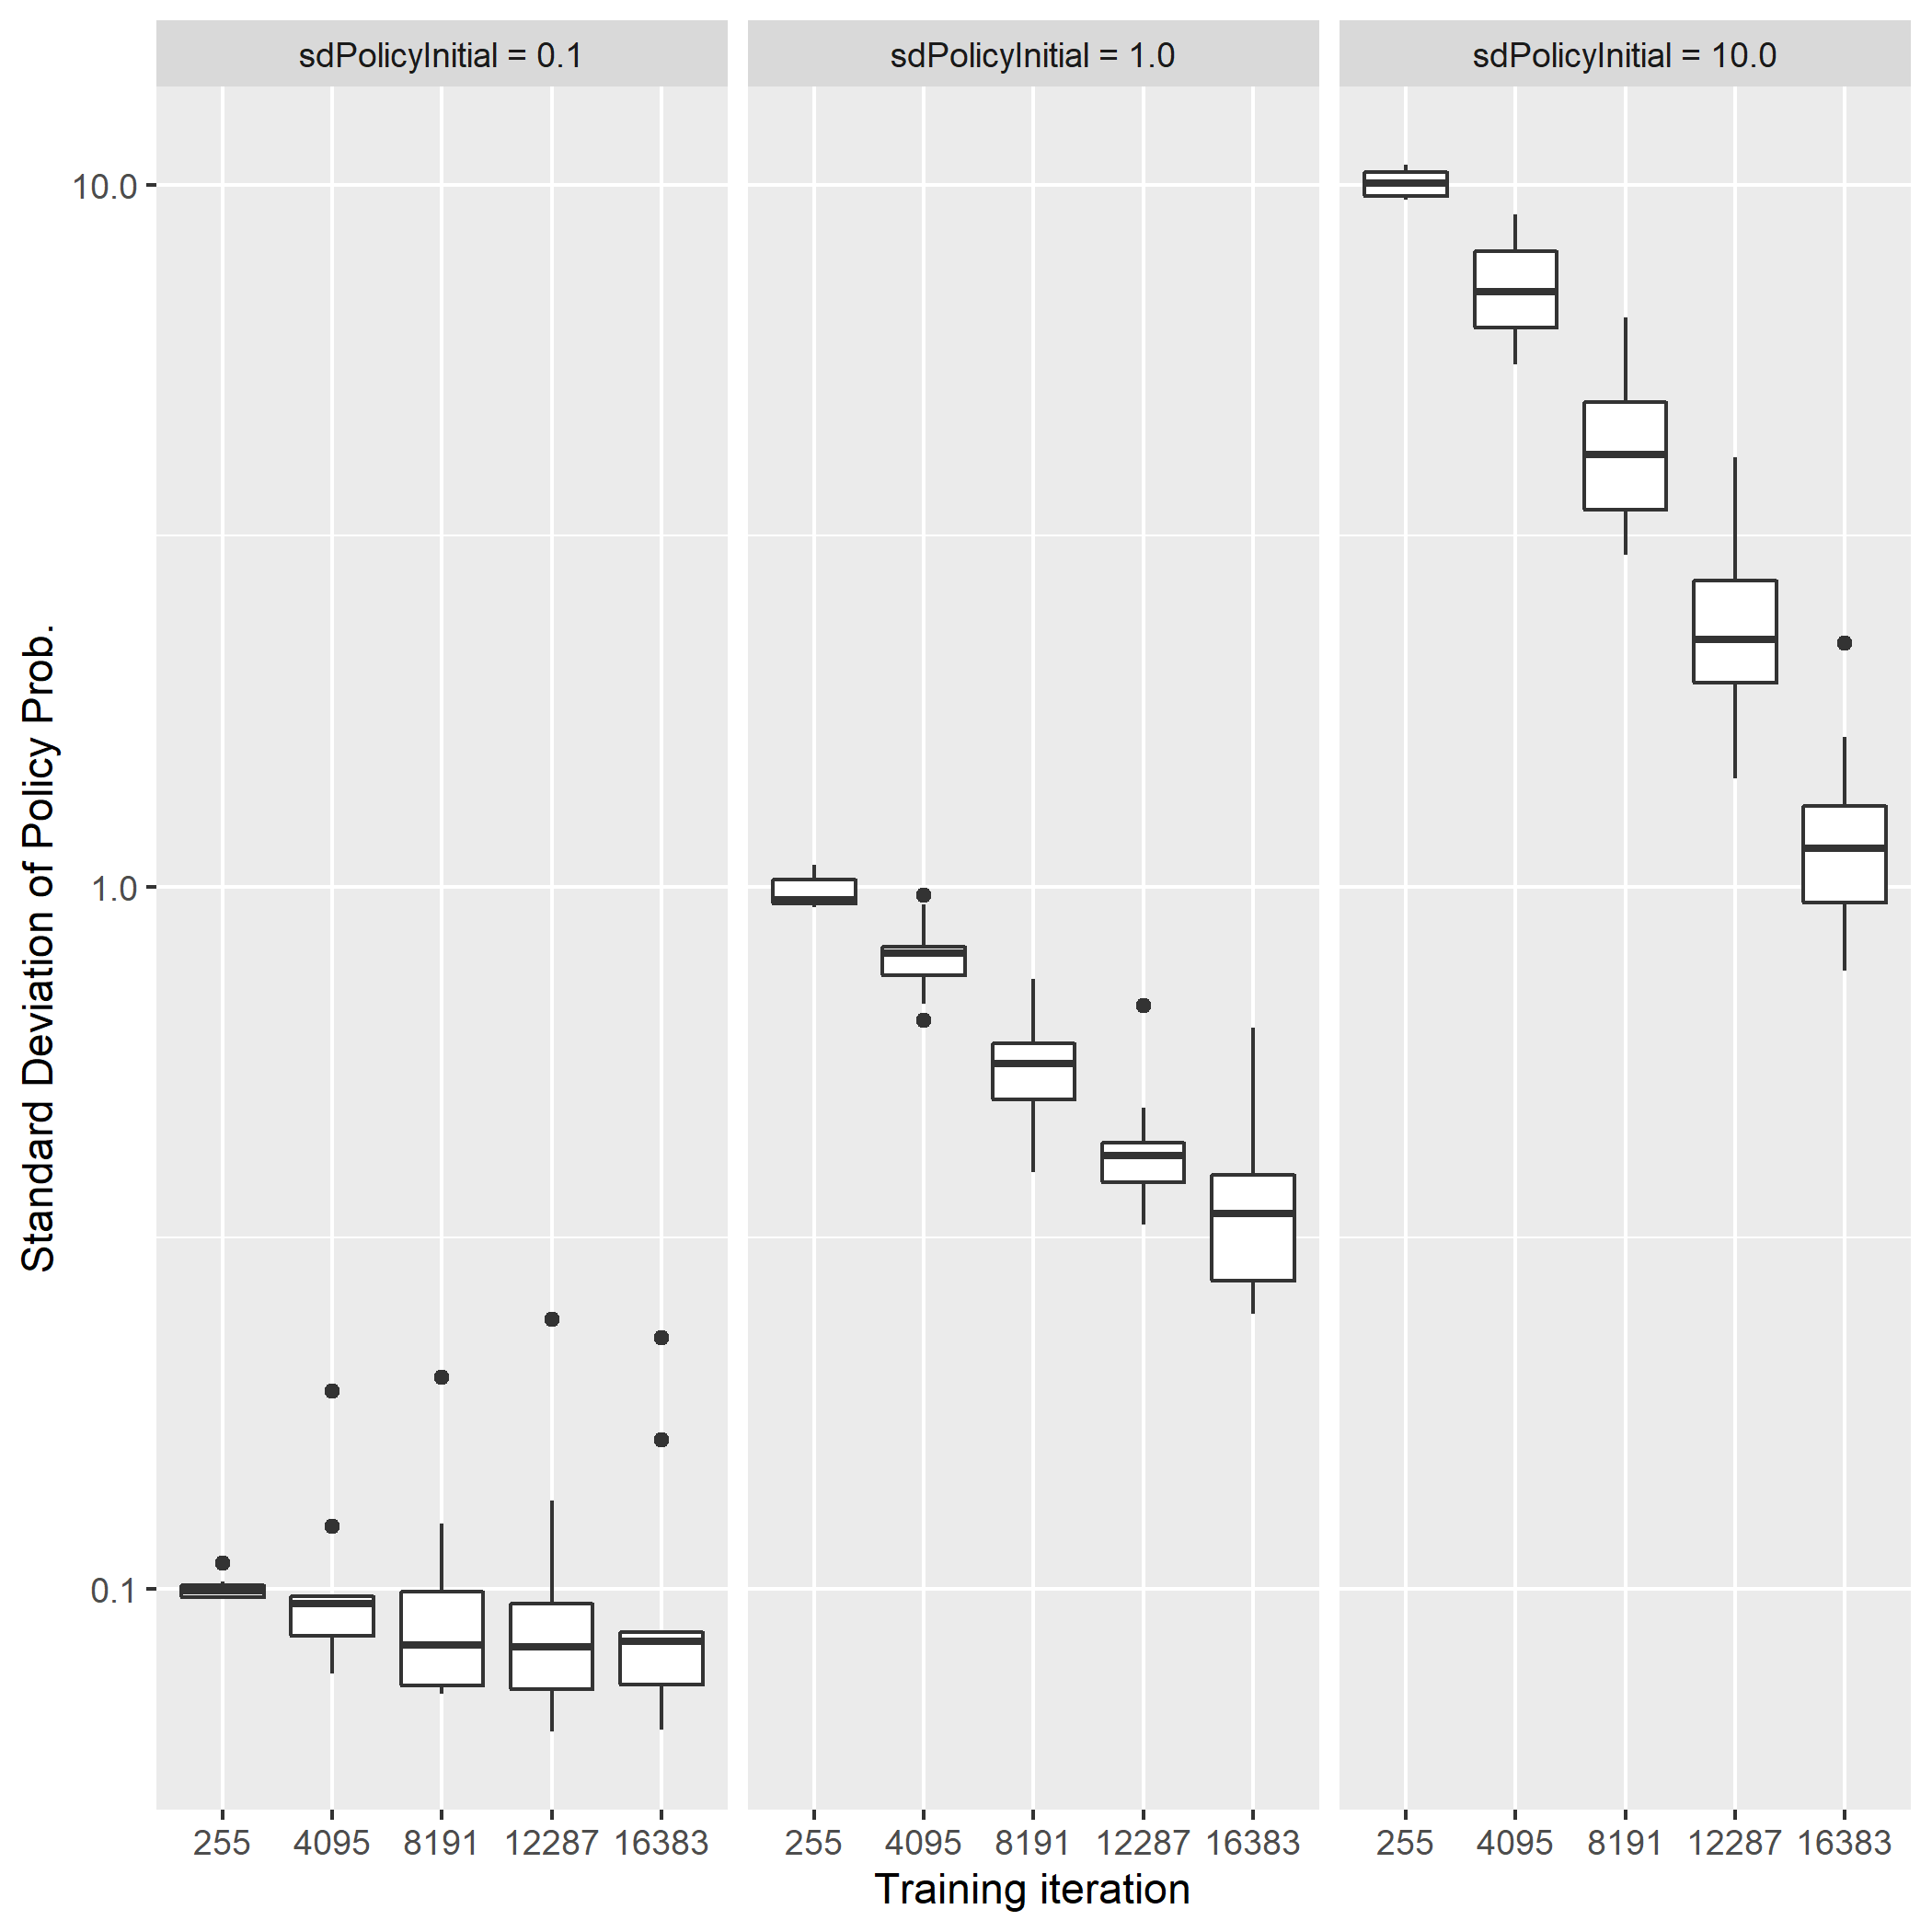 sdPolicyInitial = 0.1
sdPolicyInitial = 1.0
sdPolicyInitial = 10.0
Standard Deviation of Policy Prob.
10.0
1.0
0.1
255 4095 8191 12287 16383
255 4095 8191 12287 16383
255 4095 8191 12287 16383
Training iteration